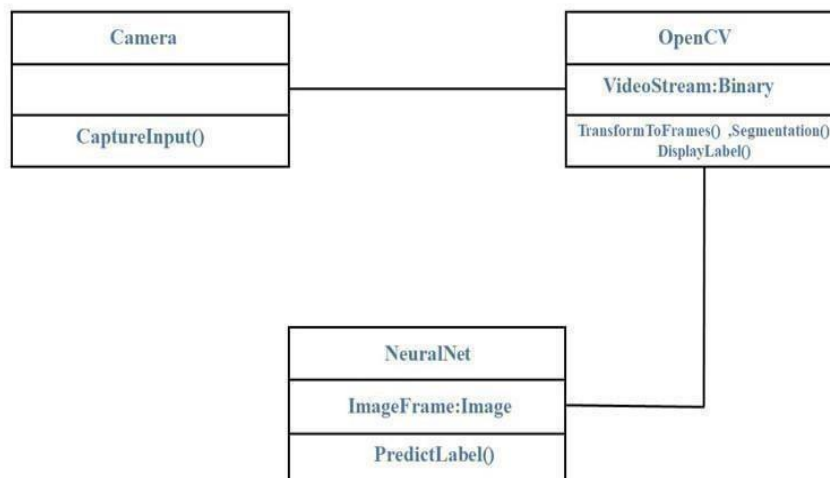 Camera
CaptureInput()
OpenCV
VideoStream:Binary
TransformToFrames() ,Segmentation()
DisplayLabel()
NeuralNet
ImageFrame:Image
PredictLabel()